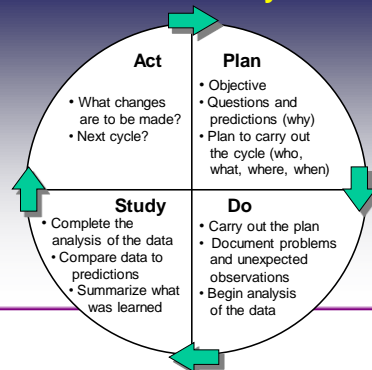 Act
• What changes
are to be made?
• Next cycle?
Plan
• Objective
• Questions and
predictions (why)
• Plan to carry out
the cycle (who,
what, where, when)
Study
• Complete the
analysis of the data
• Compare data to
predictions
• Summarize what
was learned
Do
• Carry out the plan
• Document problems
and unexpected
observations
• Begin analysis
of the data